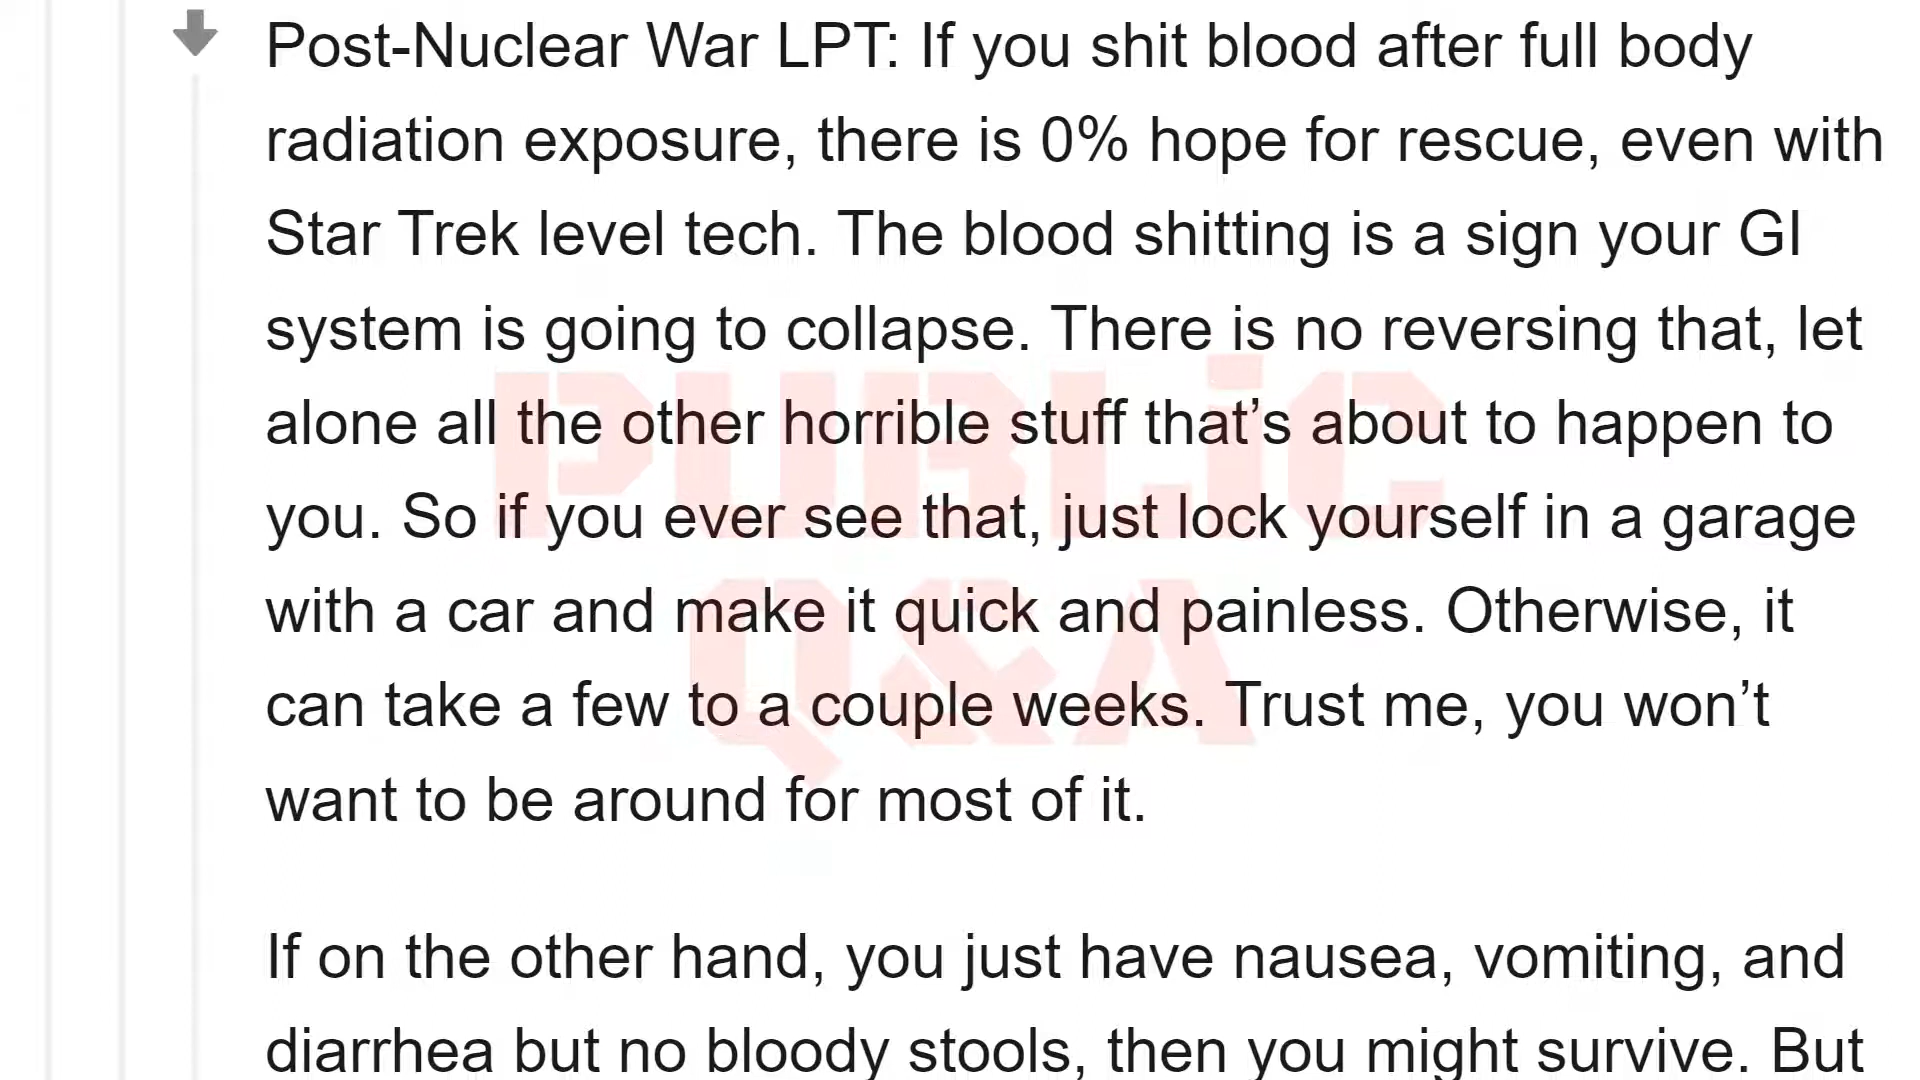 Post-Nuclear War LPT: If you shit blood after full body
radiation exposure, there is 0% hope for rescue, even with
Star Trek level tech. The blood shitting is a sign your GI
system is going to collapse. There is no reversing that, let
alone all the other horrible stuff that’s about to happen to
you. So if you ever see that, just lock yourself in a garage
with a car and make it quick and painless. Otherwise, it
can take a few to a couple weeks. Trust me, you won’t
want to be around for most of it.
If on the other hand, you just have nausea, vomiting, and
diarrhea but no bloody stools, then you might survive. But
PUBLiC
Q&A